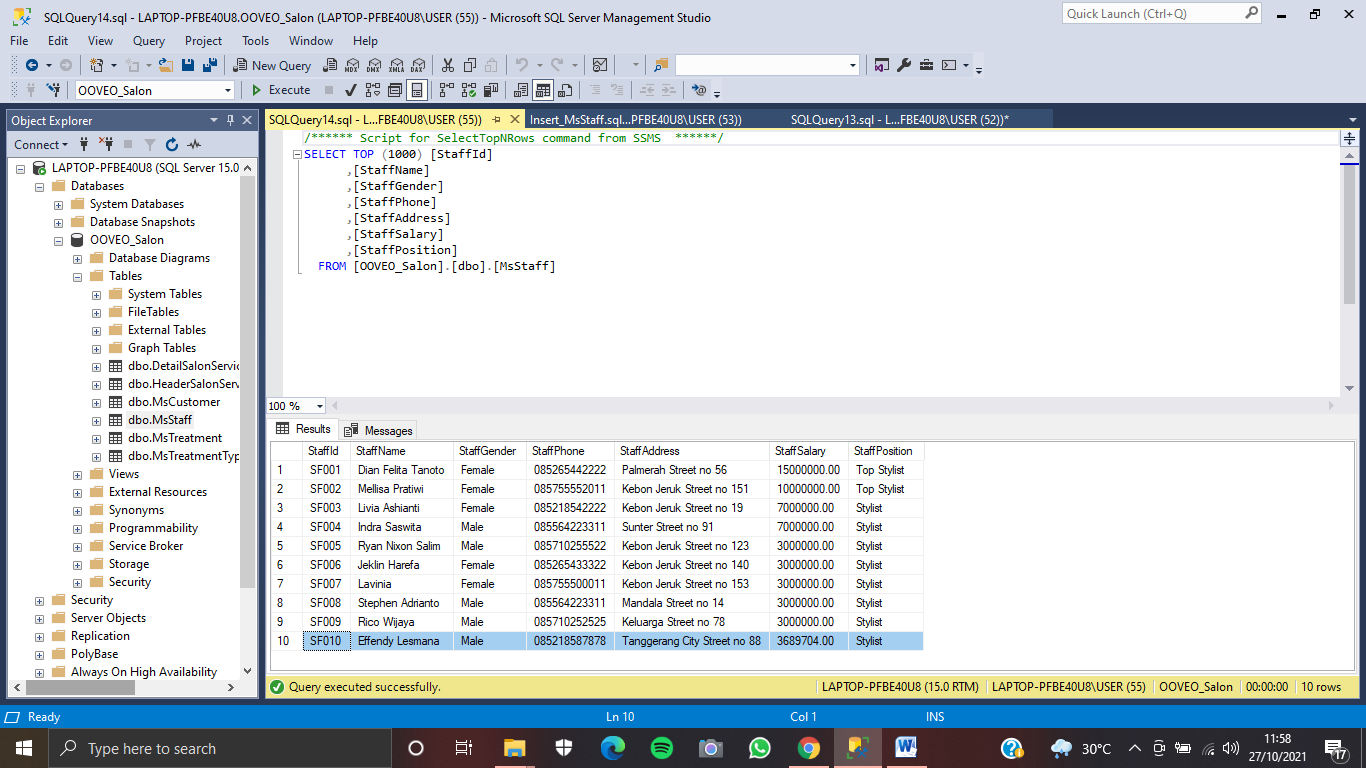 SQLQuery14.sql - LAPTOP-PFBE40U8.OOVEO_Salon (LAPTOP-PFBE40U8\USER (55)) - Microsoft SQL Server Management Studio
Quick Launch (Ctrl+Q)
File Edit View Query Project Tools Window Help
New Query MDX DMX XMLA DAX
OOVEO_Salon Execute
Object Explorer
Connect
LAPTOP-PFBE40U8 (SQL Server 15.0
Databases
System Databases
Database Snapshots
OOVEO_Salon
Database Diagrams
Tables
System Tables
FileTables
External Tables
Graph Tables
dbo.DetailSalonServic
dbo.HeaderSalonServ
dbo.MsCustomer
dbo.MsStaff
dbo.MsTreatment
dbo.MsTreatmentTyp
Views
External Resources
Synonyms
Programmability
Service Broker
Storage
Security
Security
Server Objects
Replication
PolyBase
Always On High Availability
SQLQuery14.sql - L...FBE40U8\USER (55)) Insert_MsStaff.sql...PFBE40U8\USER (53)) SQLQuery13.sql - L...FBE40U8\USER (52))*
/****** Script for SelectTopNRows command from SSMS ******/
SELECT TOP (1000) [StaffId]
,[StaffName]
,[StaffGender]
,[StaffPhone]
,[StaffAddress]
,[StaffSalary]
,[StaffPosition]
FROM [OOVEO_Salon].[dbo].[MsStaff]
100 %
Results Messages
StaffId StaffName StaffGender StaffPhone StaffAddress StaffSalary StaffPosition
1 SF001 Dian Felita Tanoto Female 085265442222 Palmerah Street no 56 15000000.00 Top Stylist
2 SF002 Mellisa Pratiwi Female 085755552011 Kebon Jeruk Street no 151 10000000.00 Top Stylist
3 SF003 Livia Ashianti Female 085218542222 Kebon Jeruk Street no 19 7000000.00 Stylist
4 SF004 Indra Saswita Male 085564223311 Sunter Street no 91 7000000.00 Stylist
5 SF005 Ryan Nixon Salim Male 085710255522 Kebon Jeruk Street no 123 3000000.00 Stylist
6 SF006 Jeklin Harefa Female 085265433322 Kebon Jeruk Street no 140 3000000.00 Stylist
7 SF007 Lavinia Female 085755500011 Kebon Jeruk Street no 153 3000000.00 Stylist
8 SF008 Stephen Adrianto Male 085564223311 Mandala Street no 14 3000000.00 Stylist
9 SF009 Rico Wijaya Male 085710252525 Keluarga Street no 78 3000000.00 Stylist
10 SF010 Effendy Lesmana Male 085218587878 Tanggerang City Street no 88 3689704.00 Stylist
Query executed successfully. LAPTOP-PFBE40U8 (15.0 RTM) LAPTOP-PFBE40U8\USER (55) OOVEO_Salon 00:00:00 10 rows
Ready Ln 10 Col 1 INS
Type here to search
30°C
11:58
27/10/2021
17